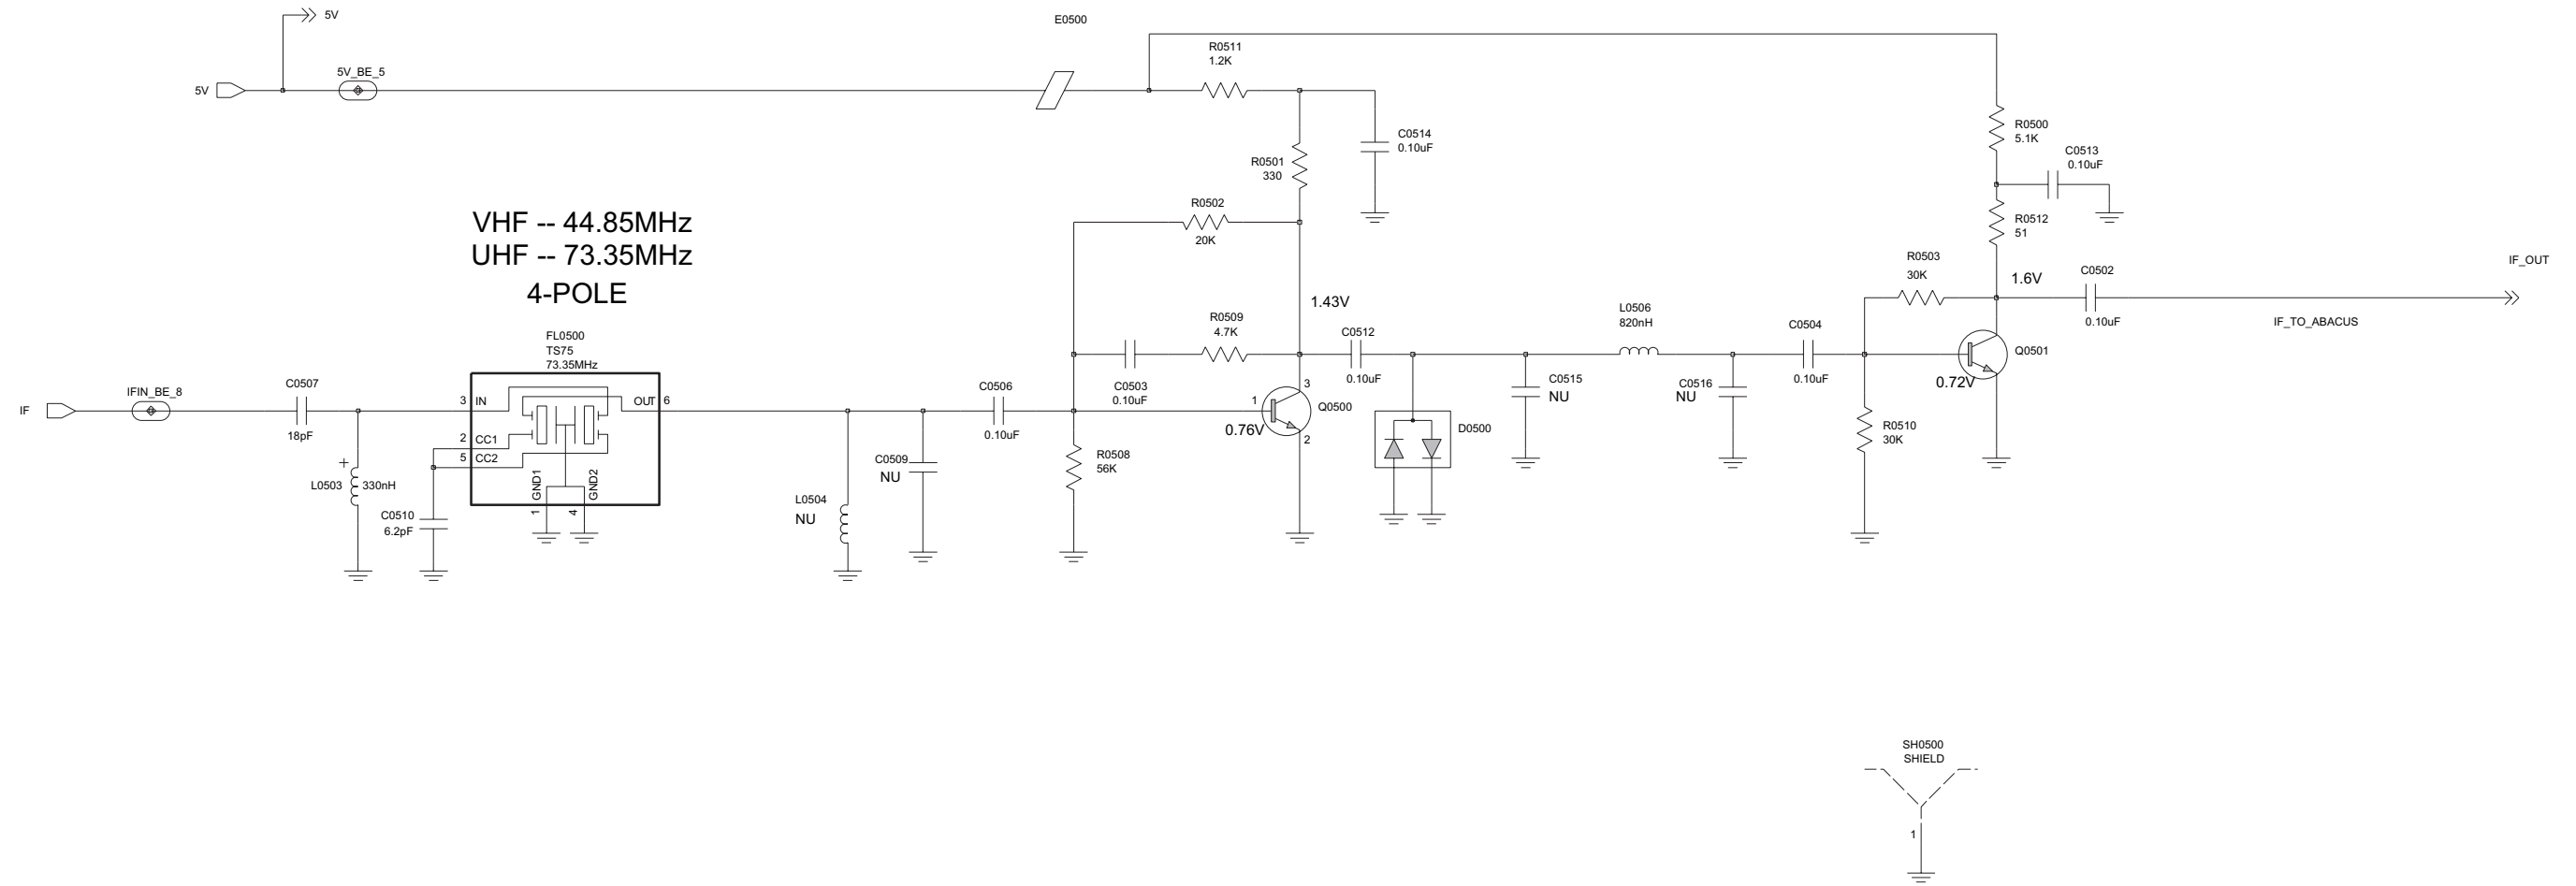 5V
E0500
R0511
1.2K
5V_BE_5
5V
C0514
0.10uF
R0500
5.1K
C0513
0.10uF
R0501
330
R0502
20K
R0512
51
VHF -- 44.85MHz
UHF -- 73.35MHz
4-POLE
R0503
30K
1.6V
C0502
0.10uF
IF_OUT
IF_TO_ABACUS
1.43V
R0509
4.7K
C0512
0.10uF
L0506
820nH
C0504
0.10uF
Q0501
0.72V
FL0500
TS75
73.35MHz
IFIN_BE_8
IF
C0507
18pF
3 IN
OUT 6
2 CC1
5 CC2
GND1
GND2
1
4
C0506
0.10uF
C0503
0.10uF
1
3
Q0500
2
0.76V
C0515
NU
C0516
NU
D0500
R0510
30K
R0508
56K
C0509
NU
L0504
NU
+
L0503 330nH
C0510
6.2pF
SH0500
SHIELD
1